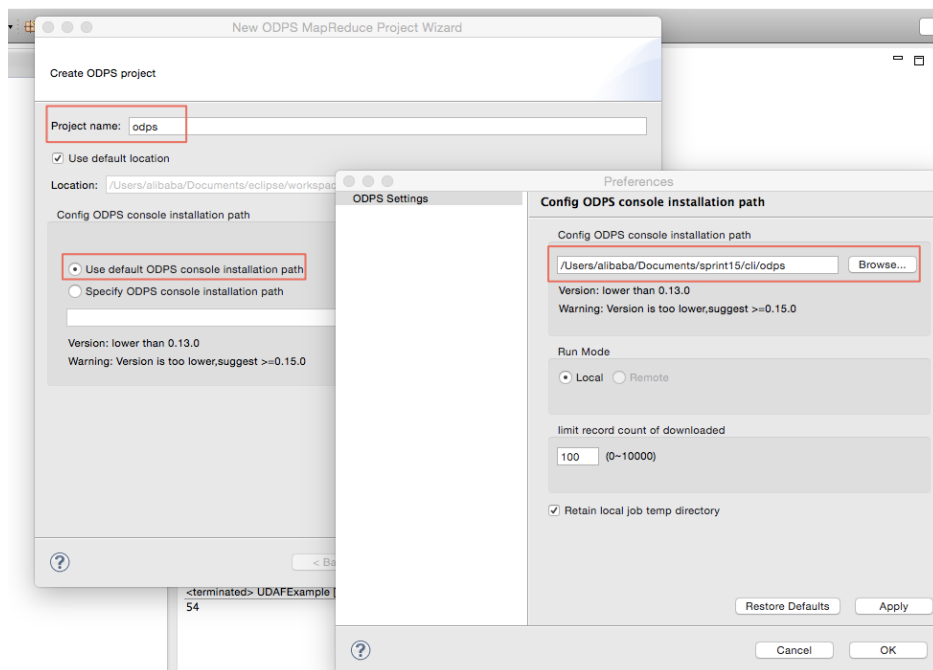 New ODPS MapReduce Project Wizard
Create ODPS project
Project name: odps
Use default location
Location: /Users/alibaba/Documents/eclipse/workspac
Config ODPS console installation path
Use default ODPS console installation path
Specify ODPS console installation path
Version: lower than 0.13.0
Warning: Version is too lower,suggest >=0.15.0
?
< Ba
<terminated> UDAFExample [
54
Preferences
ODPS Settings
Config ODPS console installation path
Config ODPS console installation path
/Users/alibaba/Documents/sprint15/cli/odps Browse...
Version: lower than 0.13.0
Warning: Version is too lower,suggest >=0.15.0
Run Mode
Local Remote
limit record count of downloaded
100 (0~10000)
Retain local job temp directory
Restore Defaults Apply
? Cancel OK